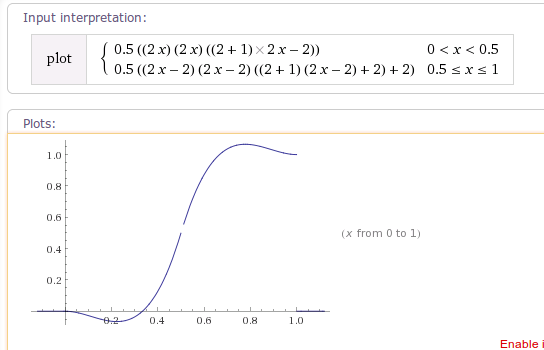 Input interpretation:
plot
0.5 ((2 x) (2 x) ((2 + 1) × 2 x − 2)) 0 < x < 0.5
0.5 ((2 x − 2) (2 x − 2) ((2 + 1) (2 x − 2) + 2) + 2) 0.5 ≤ x ≤ 1
Plots:
1.0
0.8
0.6
(x from 0 to 1)
0.4
0.2
0.2 0.4 0.6 0.8 1.0
Enable i